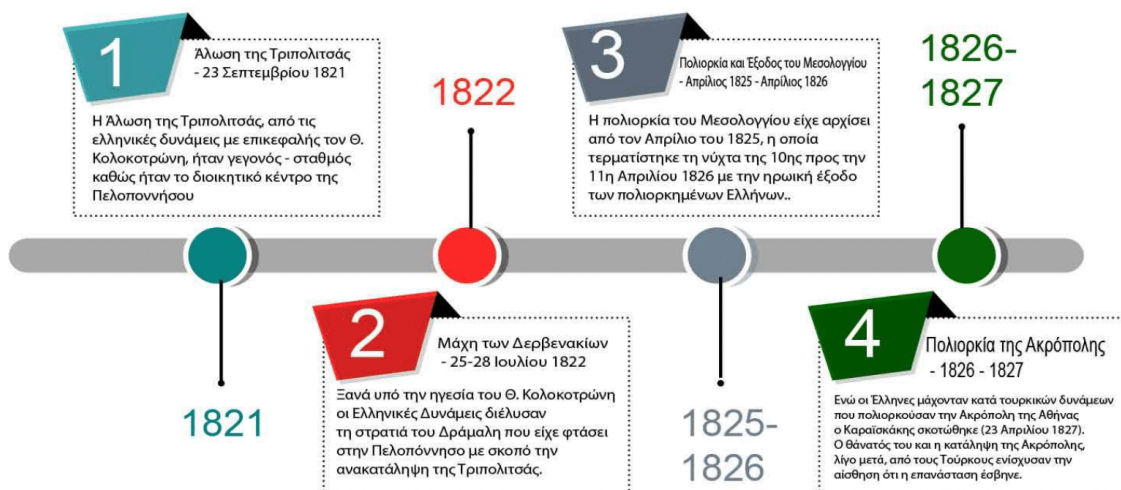 1
Άλωση της Τριπολιτσάς
- 23 Σεπτεμβρίου 1821
Η Άλωση της Τριπολιτσάς, από τις
ελληνικές δυνάμεις με επικεφαλής τον Θ.
Κολοκοτρώνη, ήταν γεγονός - σταθμός
καθώς ήταν το διοικητικό κέντρο της
Πελοποννήσου
1821
1822
2
Μάχη των Δερβενακίων
- 25-28 Ιουλίου 1822
Ξανά υπό την ηγεσία του Θ. Κολοκοτρώνη
οι Ελληνικές Δυνάμεις διέλυσαν
τη στρατιά του Δράμαλη που είχε φτάσει
στην Πελοπόννησο με σκοπό την
ανακατάληψη της Τριπολιτσάς.
3
Πολιορκία και Έξοδος του Μεσολογγίου
- Απρίλιος 1825 - Απρίλιος 1826
Η πολιορκία του Μεσολογγίου είχε αρχίσει
από τον Απρίλιο του 1825, η οποία
τερματίστηκε τη νύχτα της 10ης προς την
11η Απριλίου 1826 με την ηρωική έξοδο
των πολιορκημένων Ελλήνων..
1825-
1826
1826-
1827
4
Πολιορκία της Ακρόπολης
- 1826 - 1827
Ενώ οι Έλληνες μάχονταν κατά τουρκικών δυνάμεων
που πολιορκούσαν την Ακρόπολη της Αθήνας
ο Καραϊσκάκης σκοτώθηκε (23 Απριλίου 1827).
Ο θάνατός του και η κατάληψη της Ακρόπολης,
λίγο μετά, από τους Τούρκους ενίσχυσαν την
αίσθηση ότι η επανάσταση έσβηνε.